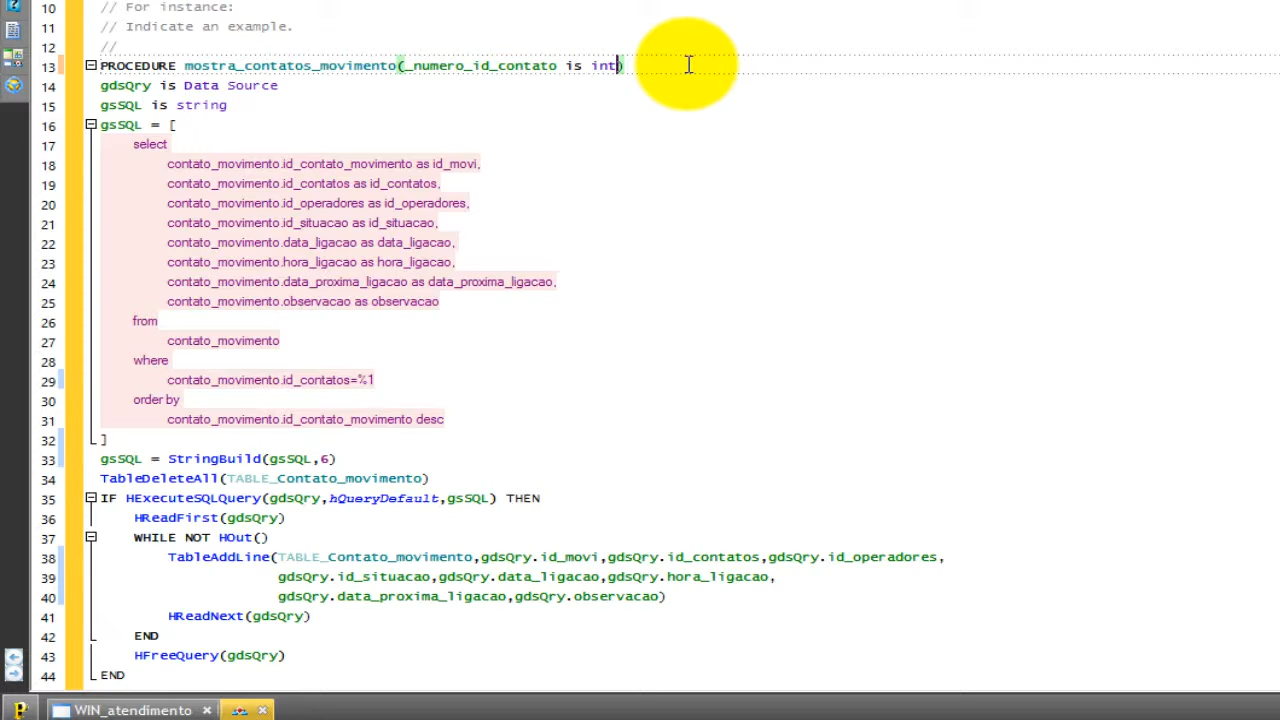 10 // For instance:
11 // Indicate an example.
12 //
13 PROCEDURE mostra_contatos_movimento(_numero_id_contato is int)
14 gdsQry is Data Source
15 gsSQL is string
16 gsSQL = [
17 select
18 contato_movimento.id_contato_movimento as id_movi,
19 contato_movimento.id_contatos as id_contatos,
20 contato_movimento.id_operadores as id_operadores,
21 contato_movimento.id_situacao as id_situacao,
22 contato_movimento.data_ligacao as data_ligacao,
23 contato_movimento.hora_ligacao as hora_ligacao,
24 contato_movimento.data_proxima_ligacao as data_proxima_ligacao,
25 contato_movimento.observacao as observacao
26 from
27 contato_movimento
28 where
29 contato_movimento.id_contatos=%1
30 order by
31 contato_movimento.id_contato_movimento desc
32 ]
33 gsSQL = StringBuild(gsSQL,6)
34 TableDeleteAll(TABLE_Contato_movimento)
35 IF HExecuteSQLQuery(gdsQry,hQueryDefault,gsSQL) THEN
36 HReadFirst(gdsQry)
37 WHILE NOT HOut()
38 TableAddLine(TABLE_Contato_movimento,gdsQry.id_movi,gdsQry.id_contatos,gdsQry.id_operadores,
39 gdsQry.id_situacao,gdsQry.data_ligacao,gdsQry.hora_ligacao,
40 gdsQry.data_proxima_ligacao,gdsQry.observacao)
41 HReadNext(gdsQry)
42 END
43 HFreeQuery(gdsQry)
44 END
WIN_atendimento